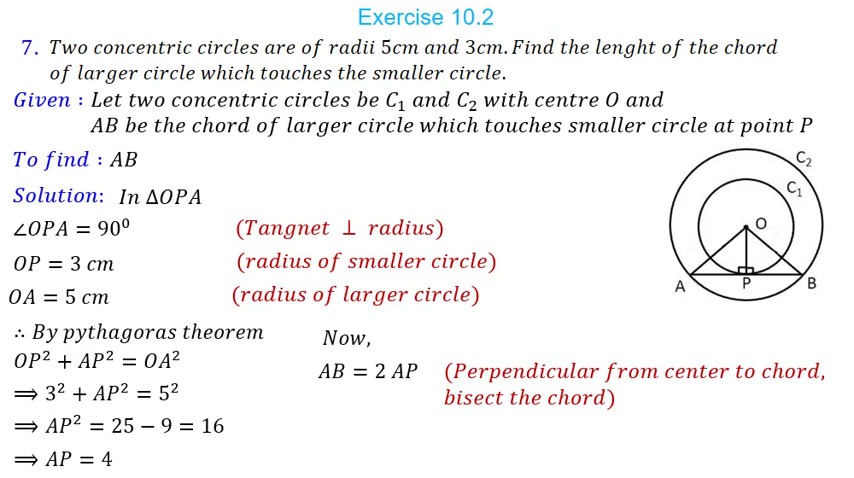 Exercise 10.2
7. Two concentric circles are of radii 5cm and 3cm. Find the lenght of the chord
of larger circle which touches the smaller circle.
Given : Let two concentric circles be C₁ and C₂ with centre O and
AB be the chord of larger circle which touches smaller circle at point P
To find : AB
Solution: In ΔOPA
∠OPA = 90⁰ (Tangnet ⊥ radius)
OP = 3 cm (radius of smaller circle)
OA = 5 cm (radius of larger circle)
∴ By pythagoras theorem
OP² + AP² = OA²
⟹ 3² + AP² = 5²
⟹ AP² = 25 − 9 = 16
⟹ AP = 4
Now,
AB = 2 AP (Perpendicular from center to chord,
bisect the chord)
C₂
C₁
O
A P B